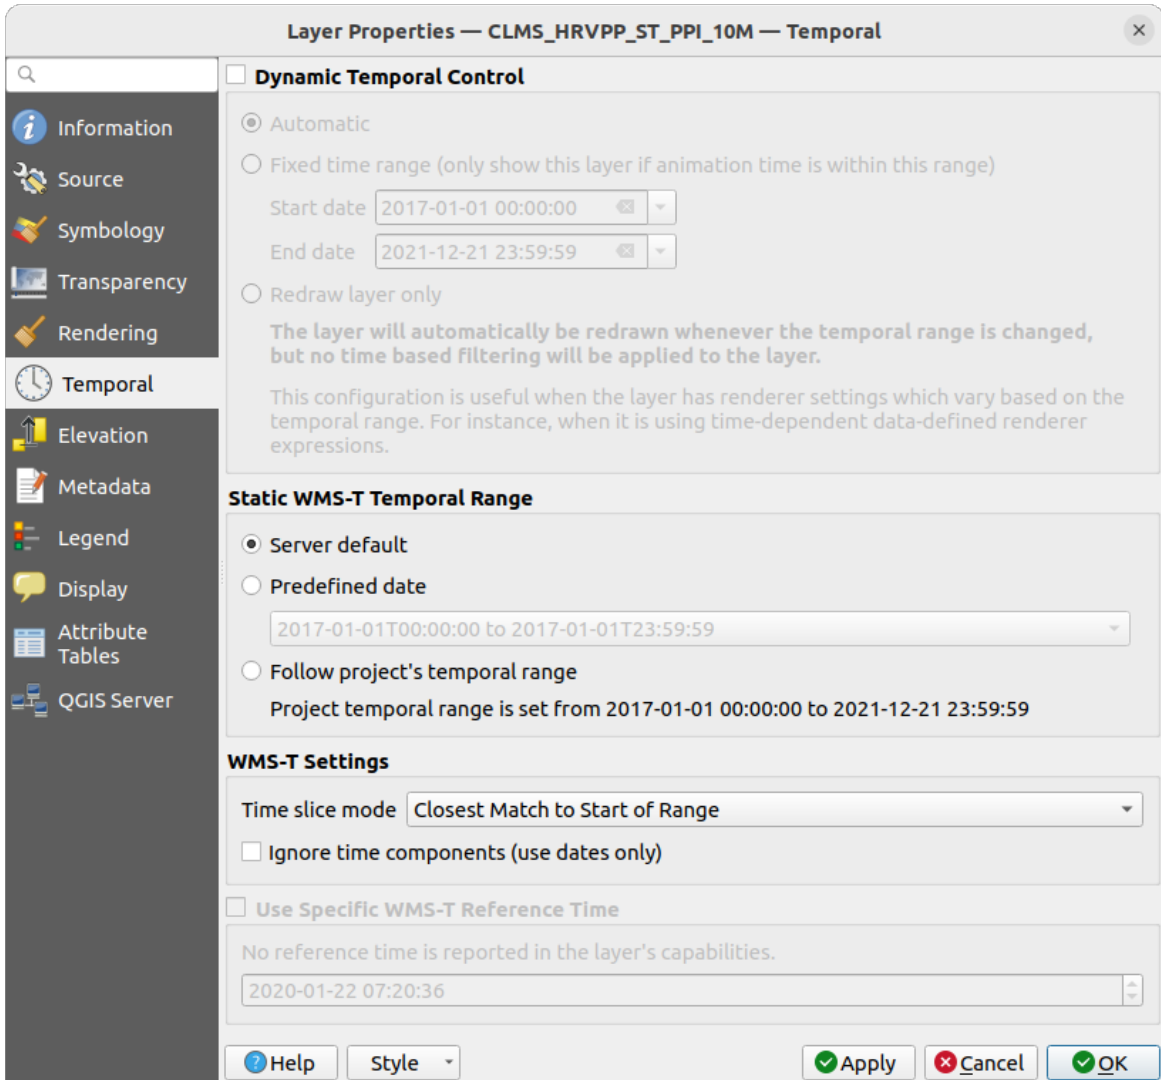 Layer Properties — CLMS_HRVPP_ST_PPI_10M — Temporal
Information
Source
Symbology
Transparency
Rendering
Temporal
Elevation
Metadata
Legend
Display
Attribute
Tables
QGIS Server
Dynamic Temporal Control
Automatic
Fixed time range (only show this layer if animation time is within this range)
Start date 2017-01-01 00:00:00
End date 2021-12-21 23:59:59
Redraw layer only
The layer will automatically be redrawn whenever the temporal range is changed,
but no time based filtering will be applied to the layer.
This configuration is useful when the layer has renderer settings which vary based on the
temporal range. For instance, when it is using time-dependent data-defined renderer
expressions.
Static WMS-T Temporal Range
Server default
Predefined date
2017-01-01T00:00:00 to 2017-01-01T23:59:59
Follow project's temporal range
Project temporal range is set from 2017-01-01 00:00:00 to 2021-12-21 23:59:59
WMS-T Settings
Time slice mode Closest Match to Start of Range
Ignore time components (use dates only)
Use Specific WMS-T Reference Time
No reference time is reported in the layer's capabilities.
2020-01-22 07:20:36
Help Style Apply Cancel OK